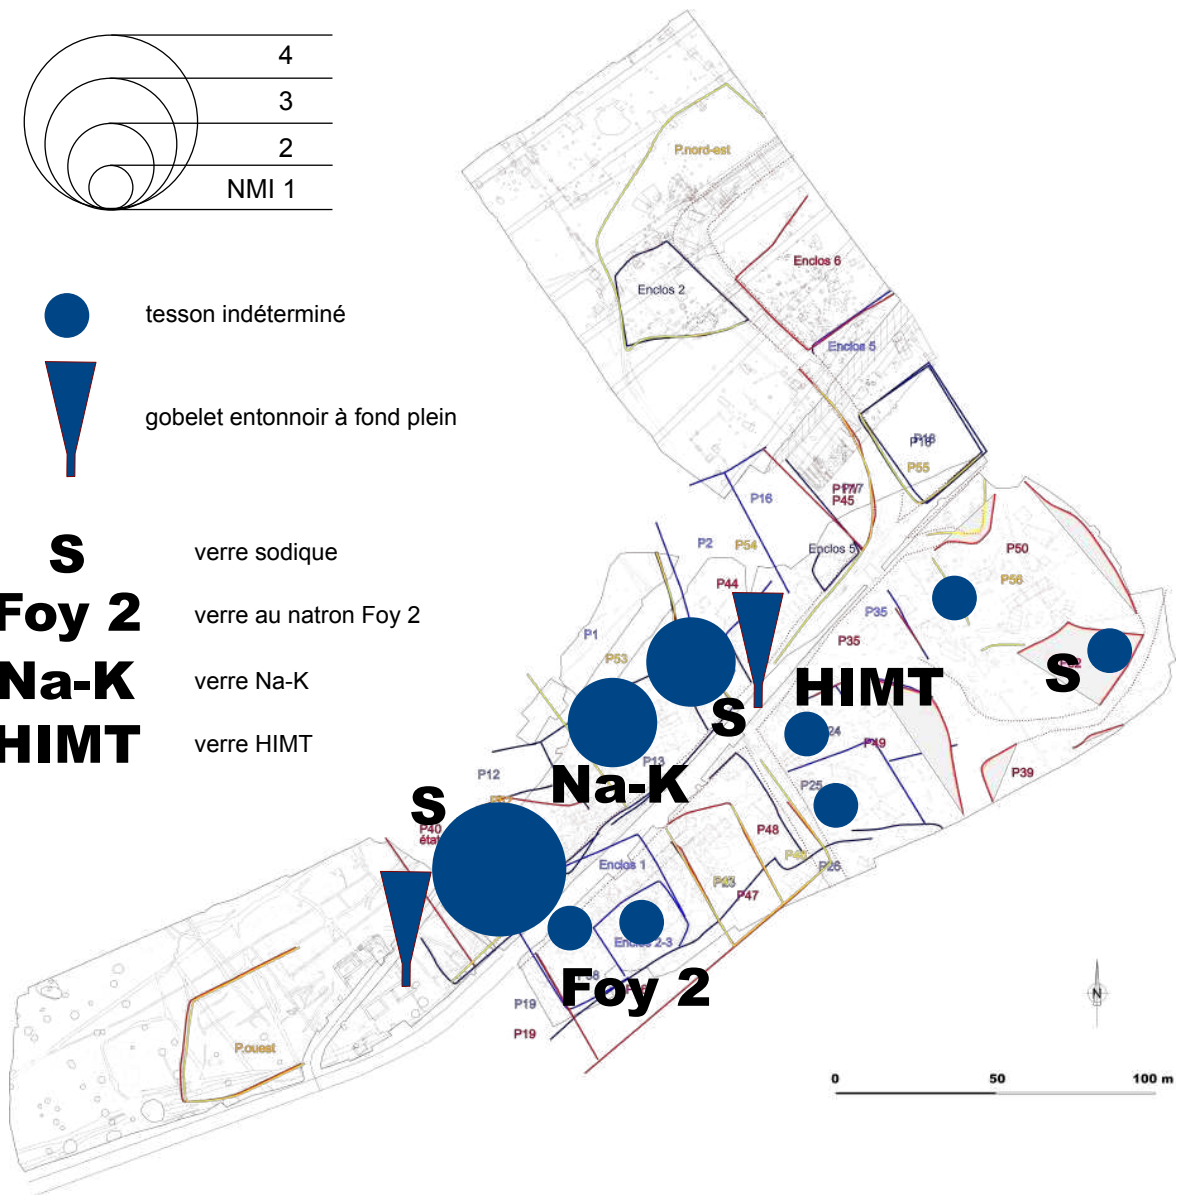 4
3
2
NMI 1
tesson indéterminé
gobelet entonnoir à fond plein
S verre sodique
Foy 2 verre au natron Foy 2
Na-K verre Na-K
HIMT verre HIMT
P.nord-est
Enclos 6
Enclos 2
Enclos 5
P55
P16
P45
P2
P54
Enclos 5
P50
P44
P56
P1
P35
P35
P53
S
HIMT
S
P49
P13
P39
P12
Na-K
P25
S
P40
P48
Enclos 1
P26
P47
Enclos 2-3
Foy 2
P19
P19
P.ouest
N
0 50 100 m